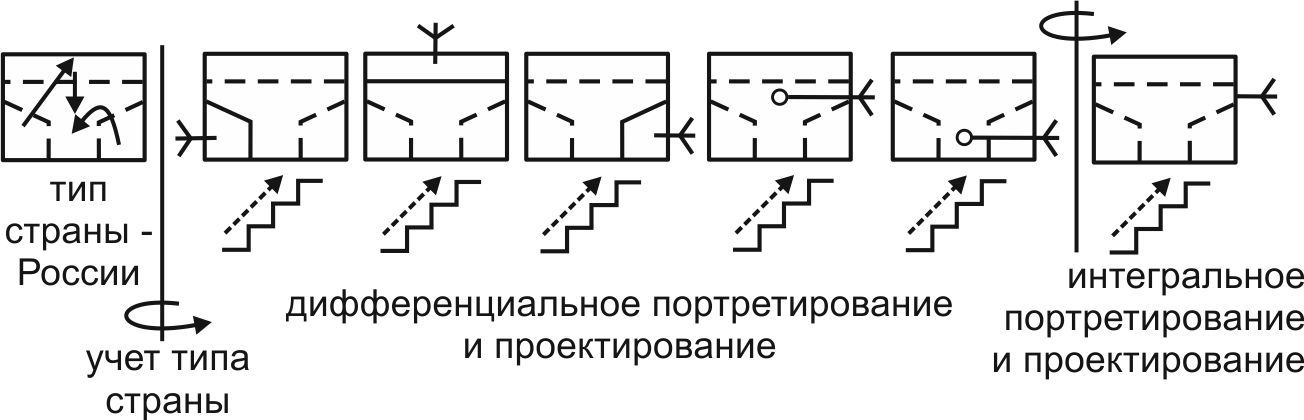 тип
страны -
России
учет типа
страны
дифференциальное портретирование
и проектирование
интегральное
портретирование
и проектирование